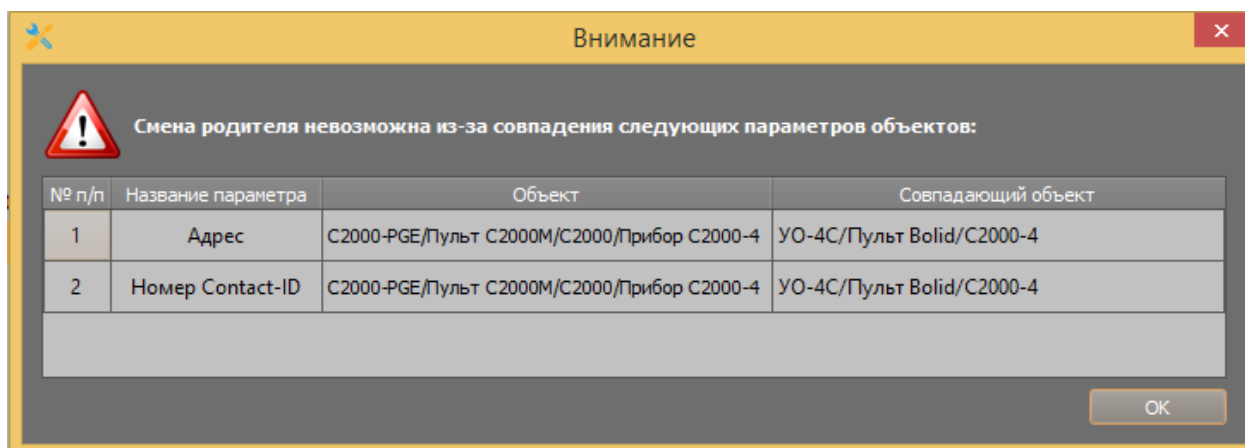 Внимание
Смена родителя невозможна из-за совпадения следующих параметров объектов:
№ п/п Название параметра Объект Совпадающий объект
1 Адрес С2000-PGE/Пульт С2000М/С2000/Прибор С2000-4 УО-4С/Пульт Bolid/С2000-4
2 Номер Contact-ID С2000-PGE/Пульт С2000М/С2000/Прибор С2000-4 УО-4С/Пульт Bolid/С2000-4
OK